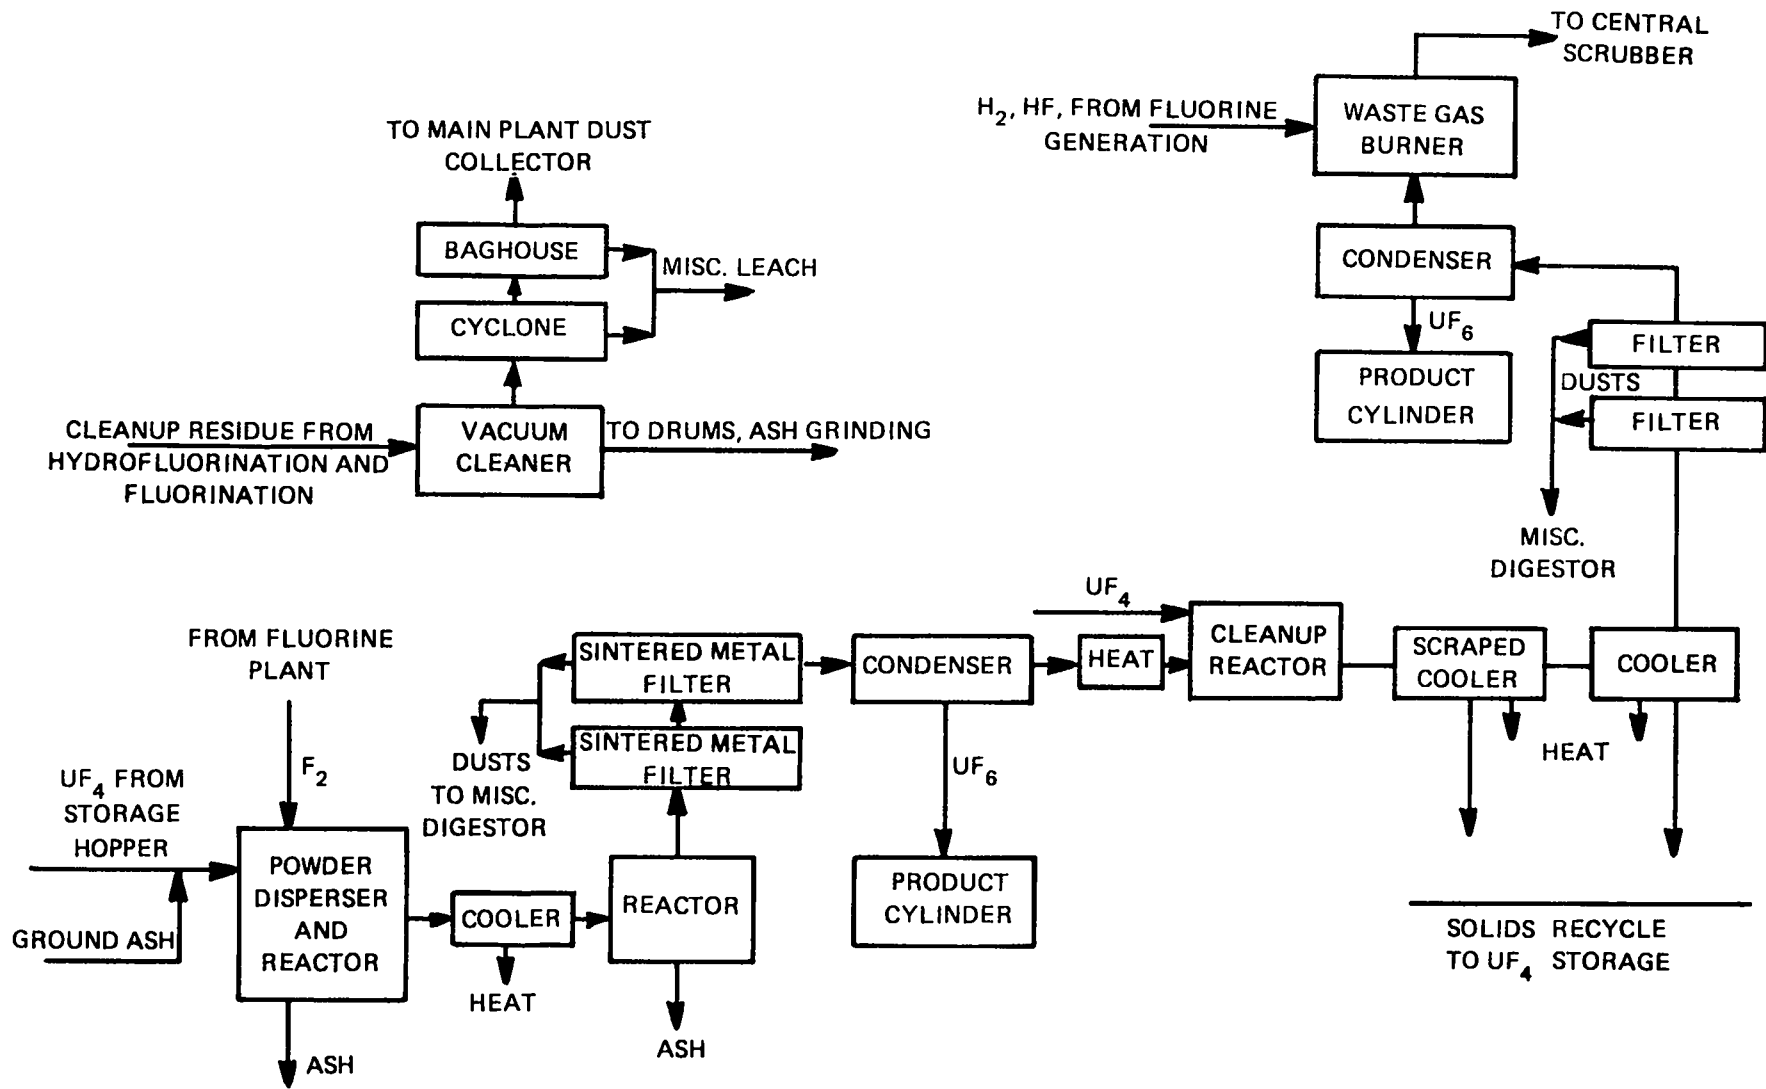 TO CENTRAL
SCRUBBER
H₂, HF, FROM FLUORINE
GENERATION
WASTE GAS
BURNER
TO MAIN PLANT DUST
COLLECTOR
BAGHOUSE
MISC. LEACH
CYCLONE
CONDENSER
UF₆
PRODUCT
CYLINDER
FILTER
DUSTS
FILTER
CLEANUP RESIDUE FROM
HYDROFLUORINATION AND
FLUORINATION
VACUUM
CLEANER
TO DRUMS, ASH GRINDING
MISC.
DIGESTOR
FROM FLUORINE
PLANT
F₂
UF₄ FROM
STORAGE
HOPPER
GROUND ASH
POWDER
DISPERSER
AND
REACTOR
ASH
COOLER
HEAT
REACTOR
ASH
SINTERED METAL
FILTER
SINTERED METAL
FILTER
DUSTS
TO MISC.
DIGESTOR
CONDENSER
UF₆
PRODUCT
CYLINDER
HEAT
UF₄
CLEANUP
REACTOR
SCRAPED
COOLER
COOLER
HEAT
SOLIDS RECYCLE
TO UF₄ STORAGE